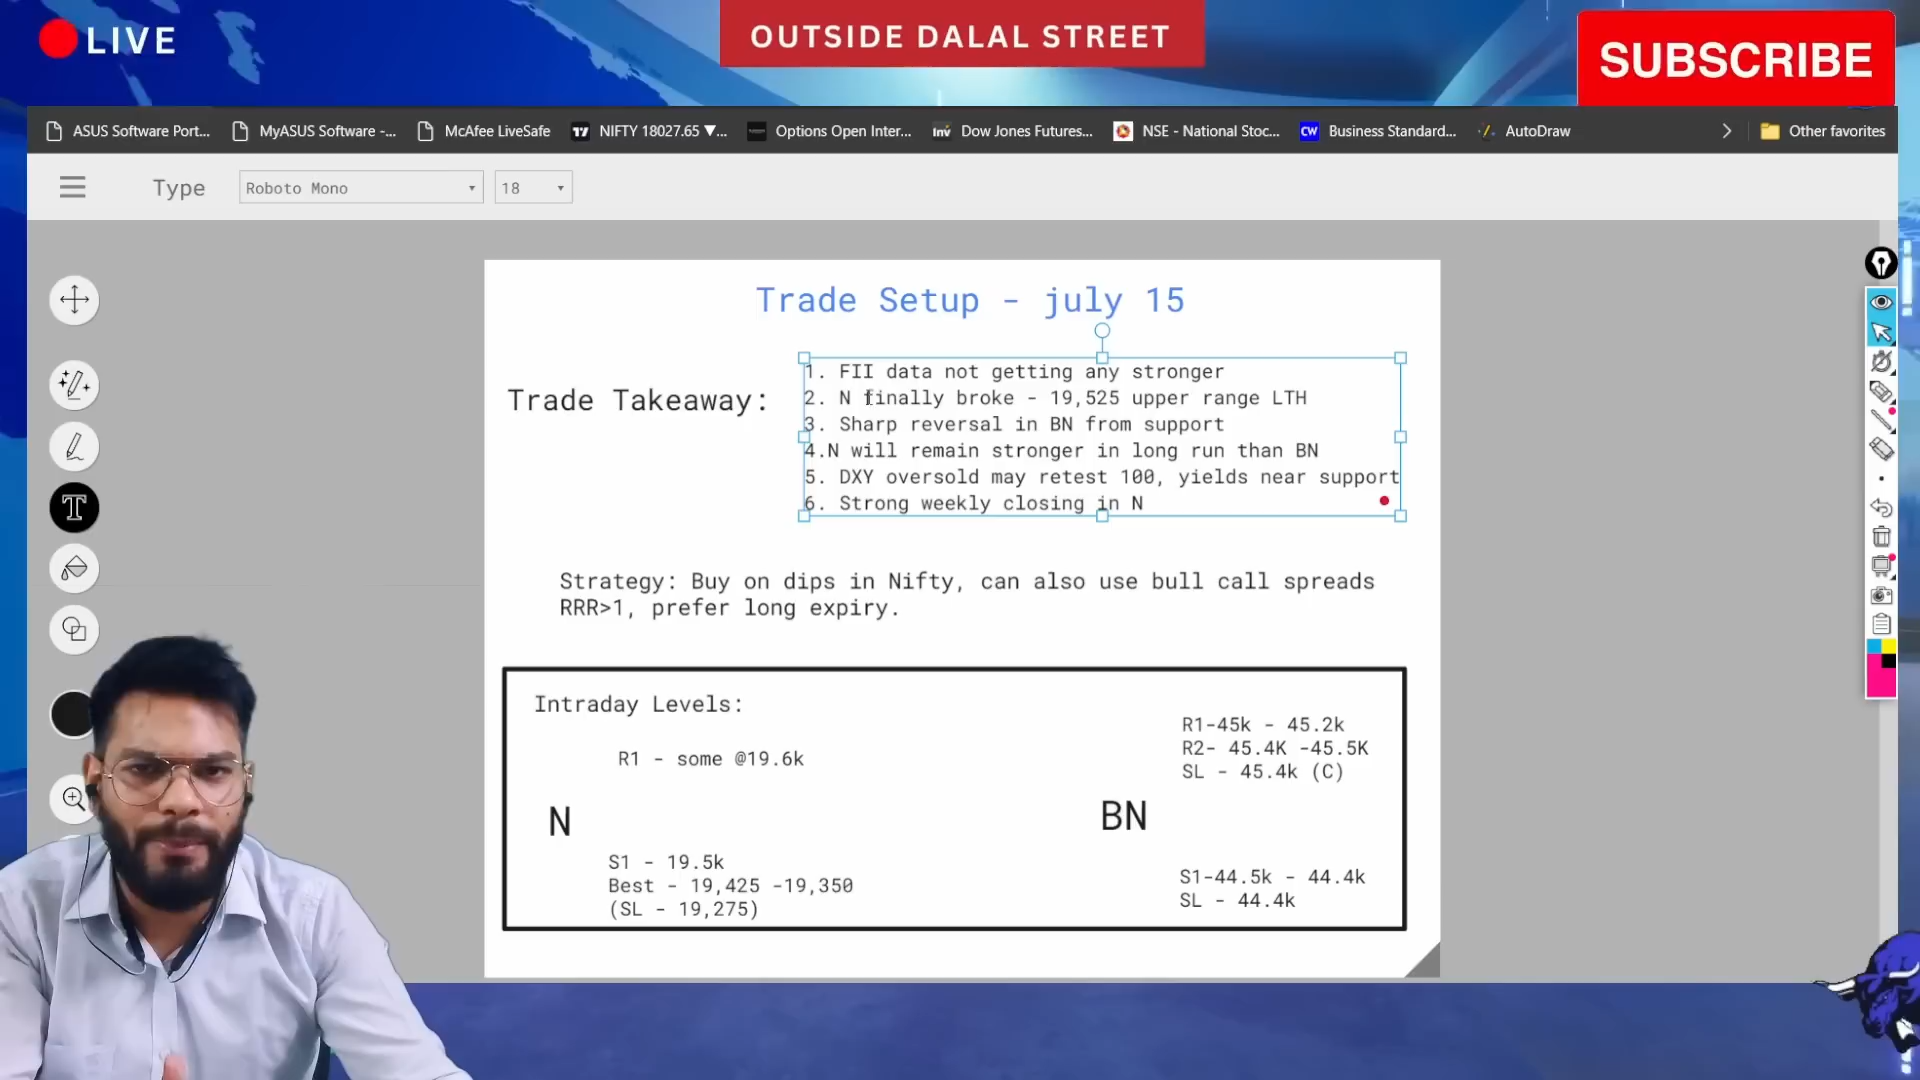 LIVE
OUTSIDE DALAL STREET
SUBSCRIBE
ASUS Software Port...
MyASUS Software -...
McAfee LiveSafe
NIFTY 18027.65 ▼...
Options Open Inter...
inv Dow Jones Futures...
NSE - National Stoc...
CW Business Standard...
AutoDraw
Other favorites
Type
Roboto Mono
18
T
Trade Setup - july 15
Trade Takeaway:
1. FII data not getting any stronger
2. N finally broke - 19,525 upper range LTH
3. Sharp reversal in BN from support
4.N will remain stronger in long run than BN
5. DXY oversold may retest 100, yields near support
6. Strong weekly closing in N
Strategy: Buy on dips in Nifty, can also use bull call spreads
RRR>1, prefer long expiry.
Intraday Levels:
R1 - some @19.6k
N
S1 - 19.5k
Best - 19,425 -19,350
(SL - 19,275)
R1-45k - 45.2k
R2- 45.4K -45.5K
SL - 45.4k (C)
BN
S1-44.5k - 44.4k
SL - 44.4k